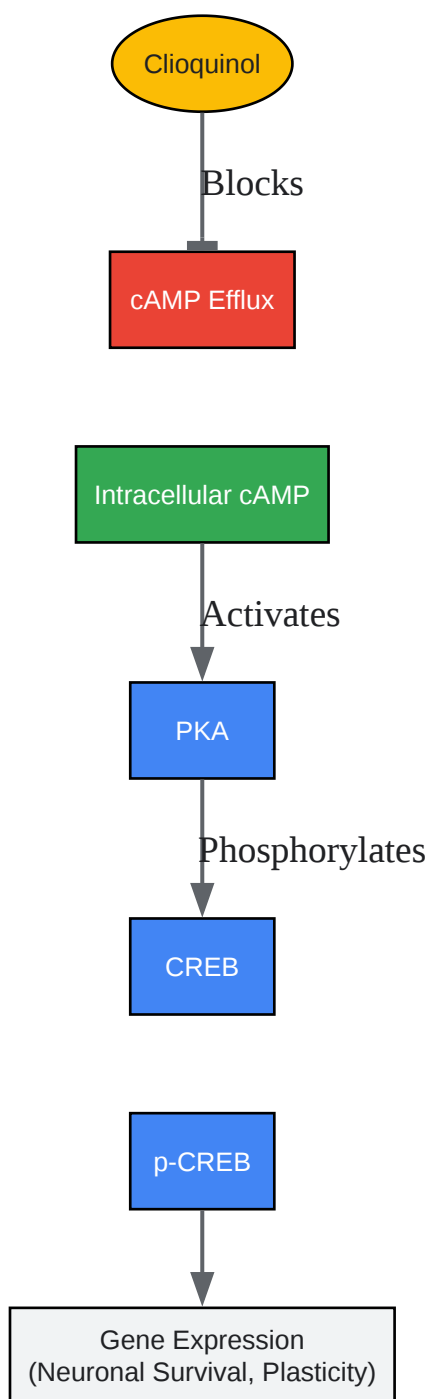 Clioquinol
Blocks
cAMP Efflux
Intracellular cAMP
Activates
PKA
Phosphorylates
CREB
p-CREB
Gene Expression
(Neuronal Survival, Plasticity)